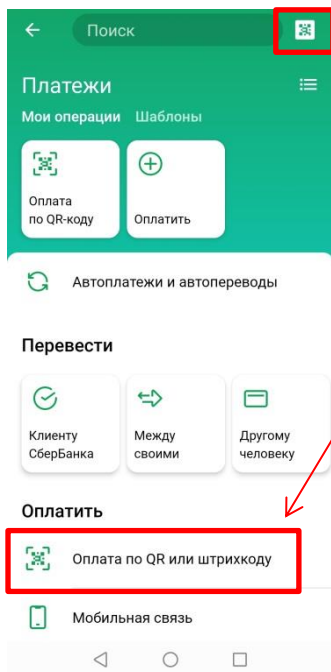 Поиск
Платежи
Мои операции Шаблоны
Оплата
по QR-коду
Оплатить
Автоплатежи и автопереводы
Перевести
Клиенту
СберБанка
Между
своими
Другому
человеку
Оплатить
Оплата по QR или штрихкоду
Мобильная связь